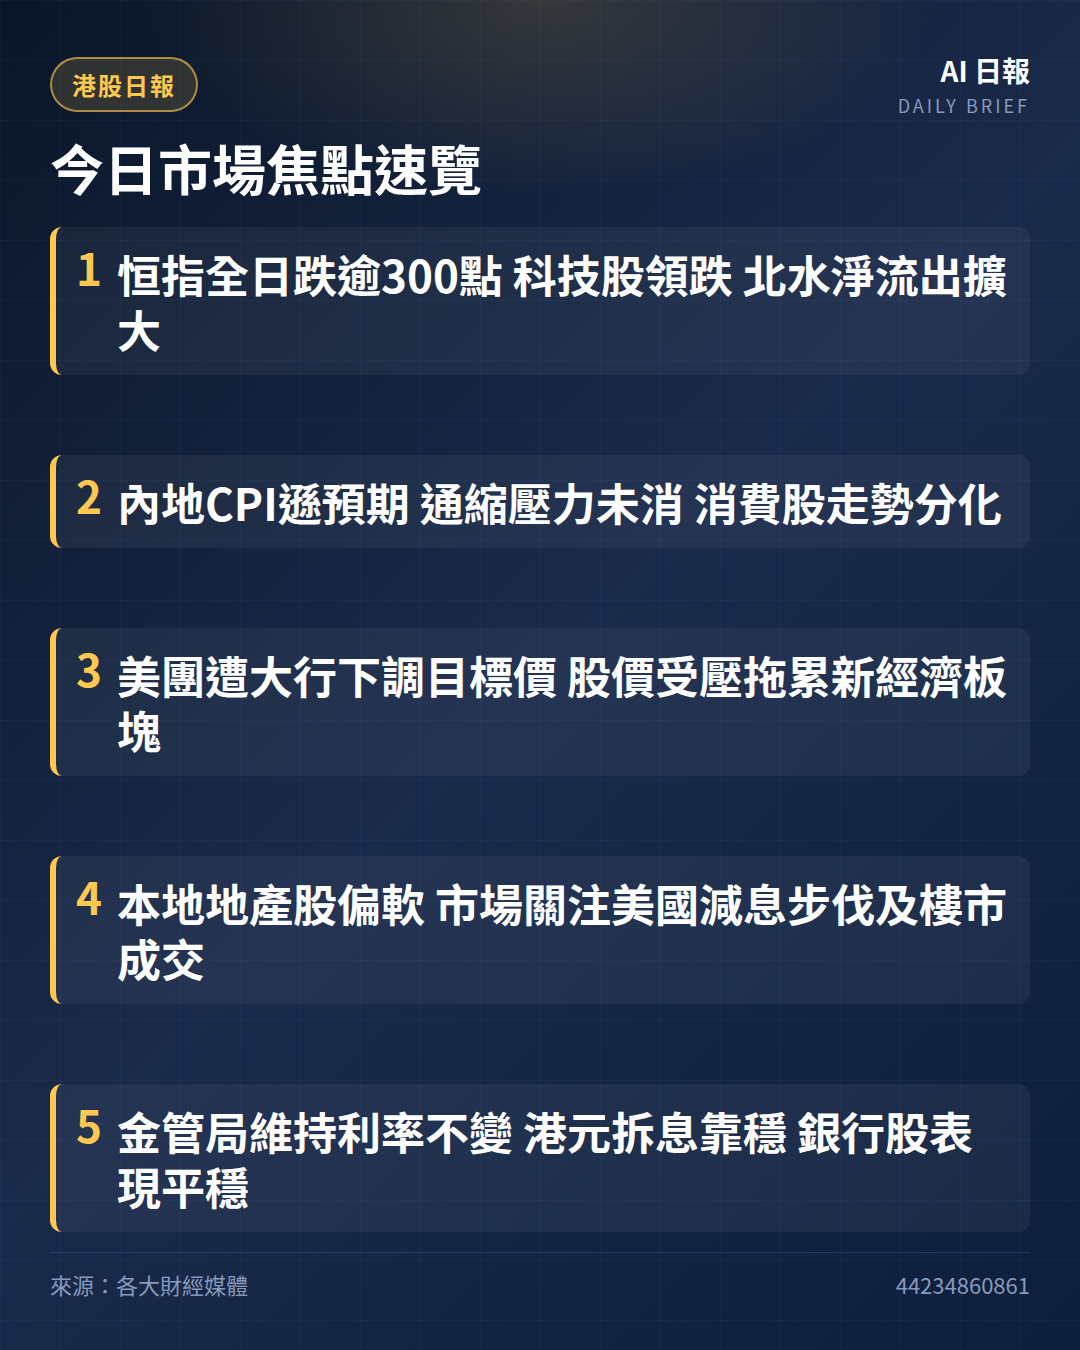 港股日報
AI 日報
DAILY BRIEF
今日市場焦點速覽
1 恒指全日跌逾300點 科技股領跌 北水淨流出擴
大
2 內地CPI遜預期 通縮壓力未消 消費股走勢分化
3 美團遭大行下調目標價 股價受壓拖累新經濟板
塊
4 本地地產股偏軟 市場關注美國減息步伐及樓市
成交
5 金管局維持利率不變 港元拆息靠穩 銀行股表
現平穩
來源：各大財經媒體
44234860861